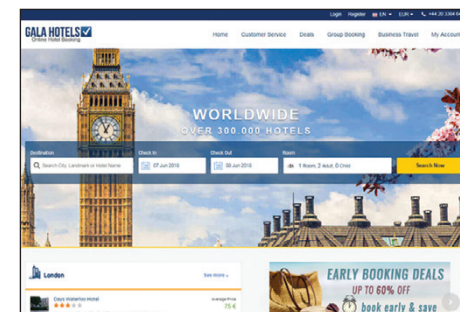 Login Register EN EUR +44 20 3384 64
GALA HOTELS
Online Hotel Booking
Home Customer Service Deals Group Booking Business Travel My Account
WORLDWIDE
OVER 300.000 HOTELS
Destination Check In Check Out Room
Search City, Landmark or Hotel Name 07 Jun 2018 08 Jun 2018 1 Room, 2 Adult, 0 Child Search Now
London See More
Days Waterloo Hotel Average Price
75 €
EARLY BOOKING DEALS
UP TO 60% OFF
book early & save